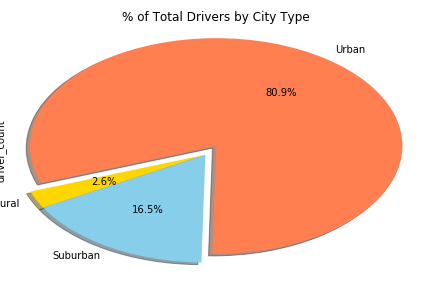 % of Total Drivers by City Type
Urban
80.9%
driver_count
2.6%
ural
16.5%
Suburban